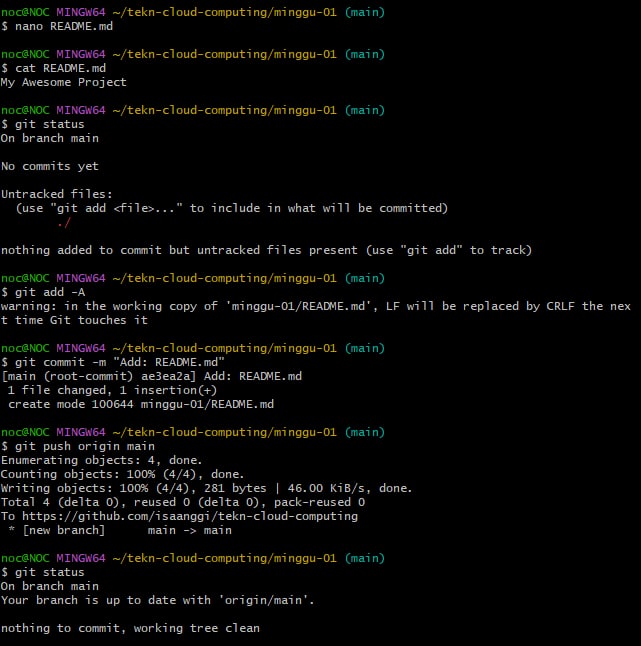 noc@NOC MINGW64 ~/tekn-cloud-computing/minggu-01 (main)
$ nano README.md
noc@NOC MINGW64 ~/tekn-cloud-computing/minggu-01 (main)
$ cat README.md
My Awesome Project
noc@NOC MINGW64 ~/tekn-cloud-computing/minggu-01 (main)
$ git status
On branch main
No commits yet
Untracked files:
  (use "git add <file>..." to include in what will be committed)
        ./
nothing added to commit but untracked files present (use "git add" to track)
noc@NOC MINGW64 ~/tekn-cloud-computing/minggu-01 (main)
$ git add -A
warning: in the working copy of 'minggu-01/README.md', LF will be replaced by CRLF the nex
t time Git touches it
noc@NOC MINGW64 ~/tekn-cloud-computing/minggu-01 (main)
$ git commit -m "Add: README.md"
[main (root-commit) ae3ea2a] Add: README.md
 1 file changed, 1 insertion(+)
 create mode 100644 minggu-01/README.md
noc@NOC MINGW64 ~/tekn-cloud-computing/minggu-01 (main)
$ git push origin main
Enumerating objects: 4, done.
Counting objects: 100% (4/4), done.
Writing objects: 100% (4/4), 281 bytes | 46.00 KiB/s, done.
Total 4 (delta 0), reused 0 (delta 0), pack-reused 0
To https://github.com/isaanggi/tekn-cloud-computing
 * [new branch]      main -> main
noc@NOC MINGW64 ~/tekn-cloud-computing/minggu-01 (main)
$ git status
On branch main
Your branch is up to date with 'origin/main'.
nothing to commit, working tree clean